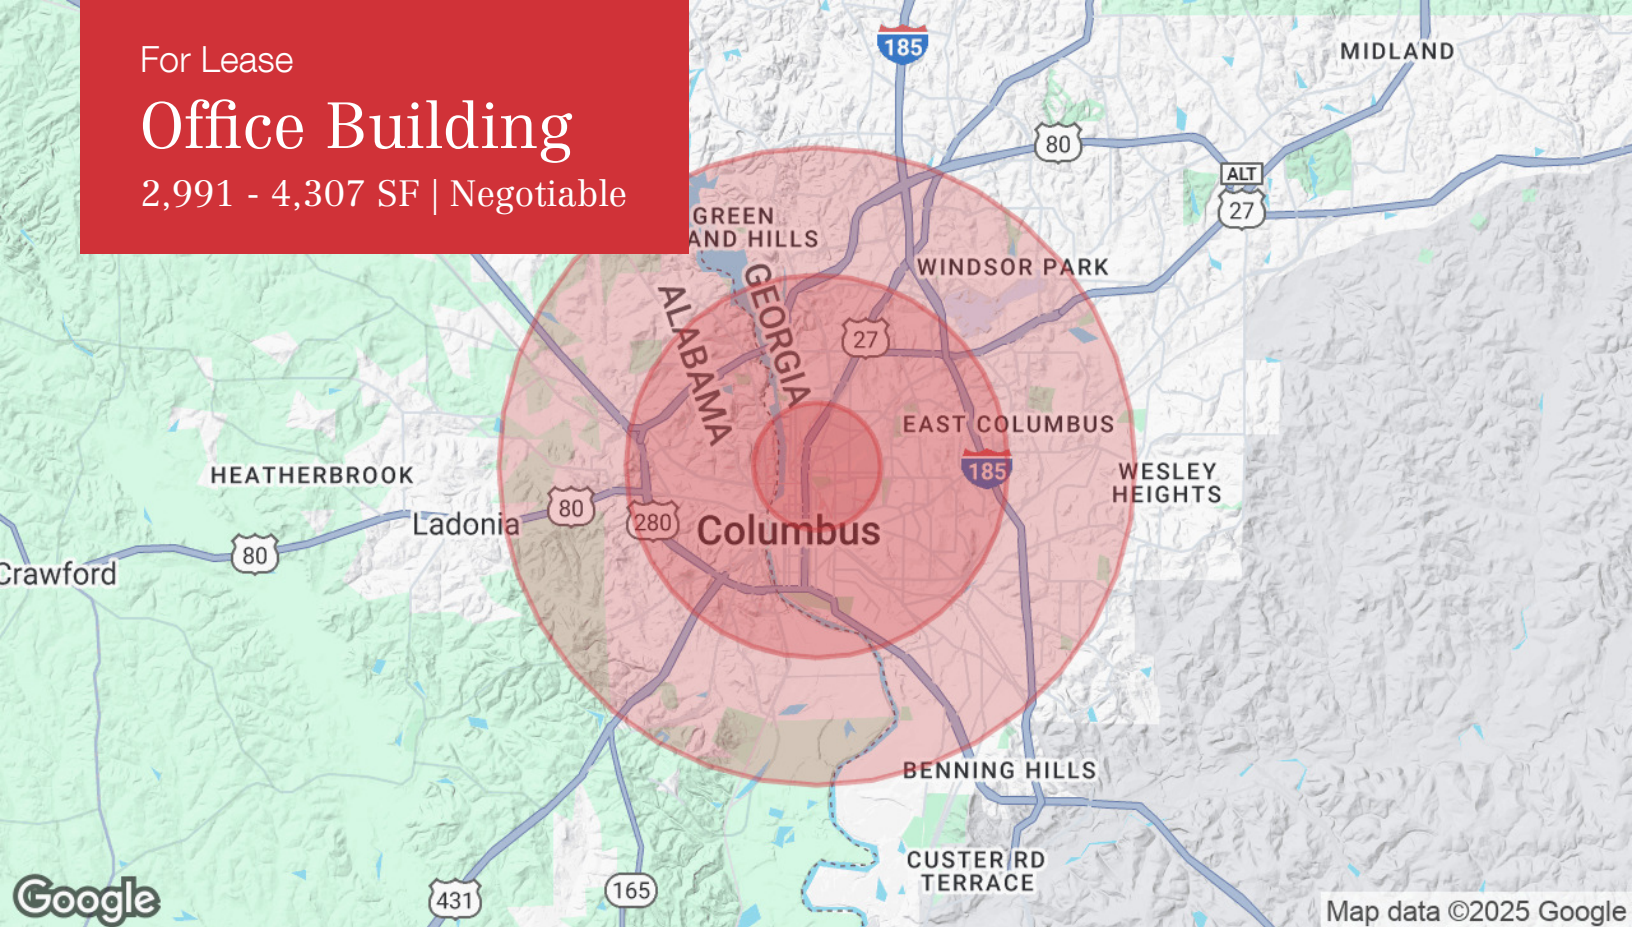 For Lease
Office Building
2,991 - 4,307 SF | Negotiable
185
MIDLAND
80
ALT
27
GREEN
AND HILLS
WINDSOR PARK
GEORGIA
ALABAMA
27
EAST COLUMBUS
185
WESLEY
HEIGHTS
HEATHERBROOK
80
280
Ladonia
Columbus
80
Crawford
BENNING HILLS
CUSTER RD
TERRACE
431
165
Google
Map data ©2025 Google